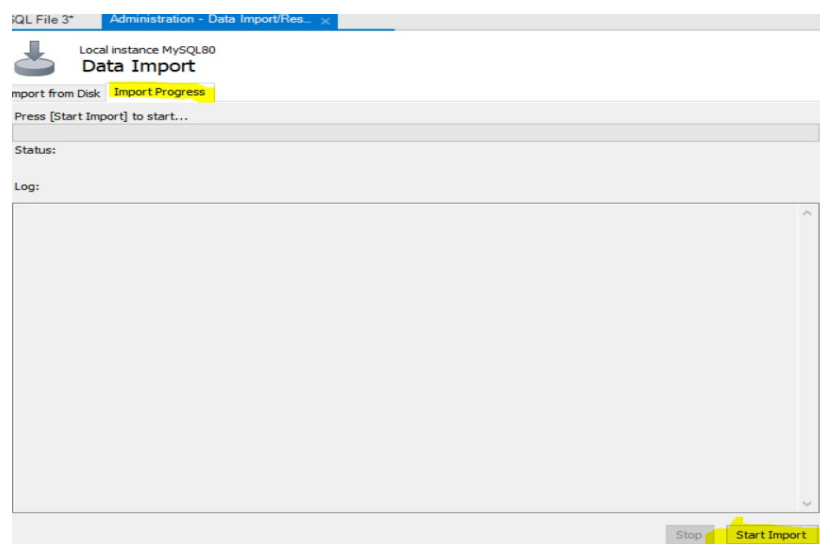 SQL File 3*
Administration - Data Import/Res...
Local instance MySQL80
Data Import
mport from Disk
Import Progress
Press [Start Import] to start...
Status:
Log:
Stop
Start Import